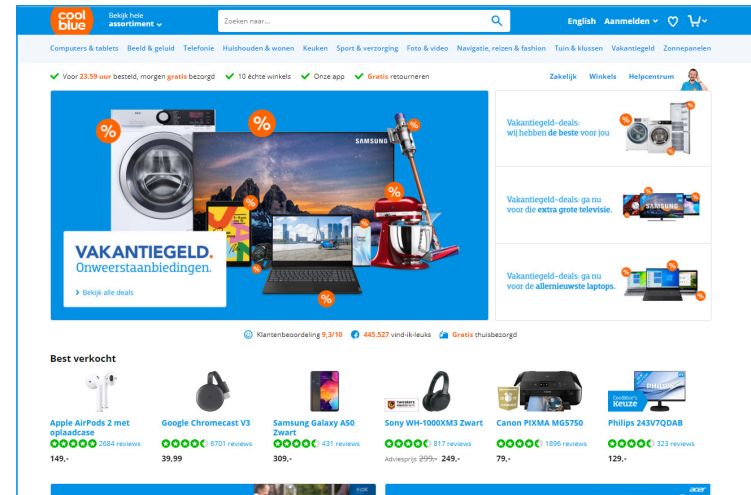 cool
blue
Bekijk hele
assortiment
Zoeken naar...
English Aanmelden
Computers & tablets Beeld & geluid Telefonie Huishouden & wonen Keuken Sport & verzorging Foto & video Navigatie, reizen & fashion Tuin & klussen Vakantiegeld Zonnepanelen
Voor 23.59 uur besteld, morgen gratis bezorgd 10 échte winkels Onze app Gratis retourneren
Zakelijk Winkels Helpcentrum
SAMSUNG
VAKANTIEGELD.
Onweerstaanbiedingen.
Bekijk alle deals
Vakantiegeld-deals:
wij hebben de beste voor jou
Vakantiegeld-deals: ga nu
voor die extra grote televisie.
SAMSUNG
Vakantiegeld-deals: ga nu
voor de allernieuwste laptops.
Klantenbeoordeling 9,3/10 445.527 vind-ik-leuks Gratis thuisbezorgd
Best verkocht
Tweakers
Coolblue's
Keuze
PHILIPS
Apple AirPods 2 met
oplaadcase
2684 reviews
149,-
Google Chromecast V3
6701 reviews
39,99
Samsung Galaxy A50
Zwart
431 reviews
309,-
Sony WH-1000XM3 Zwart
817 reviews
Adviesprijs 299,- 249,-
Canon PIXMA MG5750
1896 reviews
79,-
Philips 243V7QDAB
323 reviews
129,-
acer